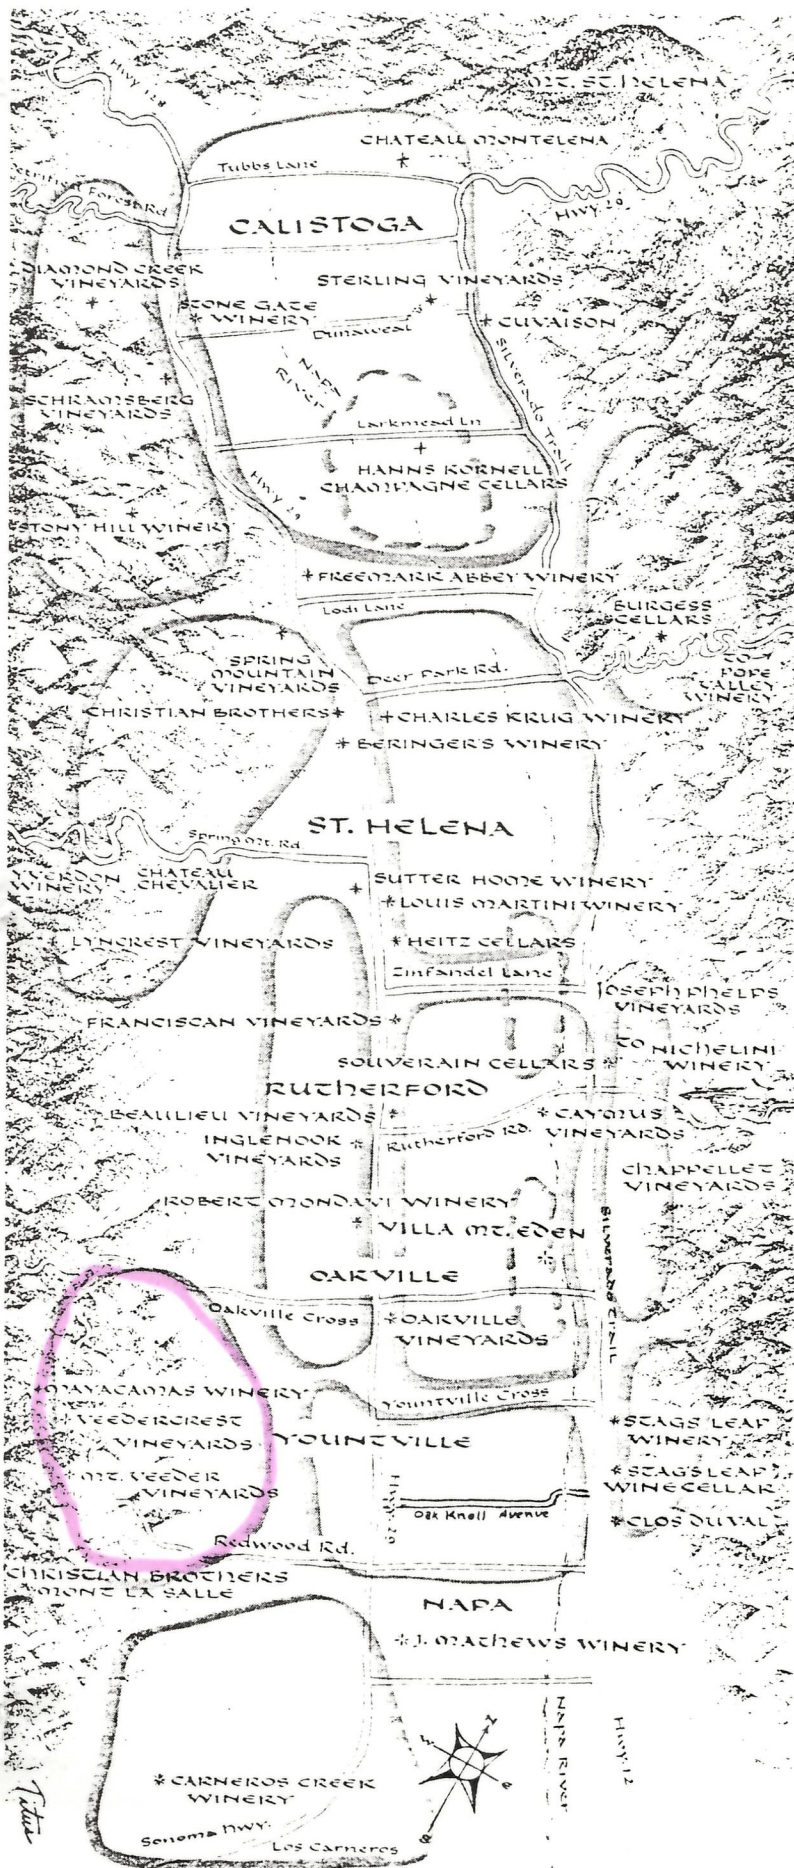 MT. ST. HELENA
HWY 128
CHATEAU MONTELENA
Tubbs Lane
Forest Rd
HWY. 29
CALISTOGA
DIAMOND CREEK
VINEYARDS
STERLING VINEYARDS
STONE GATE
WINERY
CUVAISON
Dunaweal
Silverado Trail
Napa
River
SCHRAMSBERG
VINEYARDS
Larkmead Ln
HANNS KORNELL
CHAMPAGNE CELLARS
HWY 29
STONY HILL WINERY
FREEMARK ABBEY WINERY
Lodi Lane
BURGESS
CELLARS
SPRING
MOUNTAIN
VINEYARDS
Deer Park Rd.
TO
POPE
VALLEY
WINERY
CHRISTIAN BROTHERS
CHARLES KRUG WINERY
BERINGER'S WINERY
ST. HELENA
Spring Mt. Rd.
YVERDON
WINERY
CHATEAU
CHEVALIER
SUTTER HOME WINERY
LOUIS MARTINI WINERY
LYNCREST VINEYARDS
HEITZ CELLARS
Zinfandel Lane
JOSEPH PHELPS
VINEYARDS
FRANCISCAN VINEYARDS
TO NICHELINI
WINERY
SOUVERAIN CELLARS
RUTHERFORD
BEAULIEU VINEYARDS
CAYMUS
VINEYARDS
INGLENOOK
VINEYARDS
Rutherford Rd.
CHAPPELLET
VINEYARDS
ROBERT MONDAVI WINERY
VILLA MT. EDEN
SILVERADO TRAIL
OAKVILLE
Oakville Cross
OAKVILLE
VINEYARDS
MAYACAMAS WINERY
Yountville Cross
VEEDERCREST
VINEYARDS
YOUNTVILLE
STAGS LEAP
WINERY
MT. VEEDER
VINEYARDS
STAG'S LEAP
WINE CELLAR
HWY 29
Oak Knoll Avenue
CLOS DU VAL
Redwood Rd.
CHRISTIAN BROTHERS
MONT LA SALLE
NAPA
J. MATHEWS WINERY
NAPA RIVER
HWY. 12
CARNEROS CREEK
WINERY
Sonoma HWY.
Los Carneros
Titus